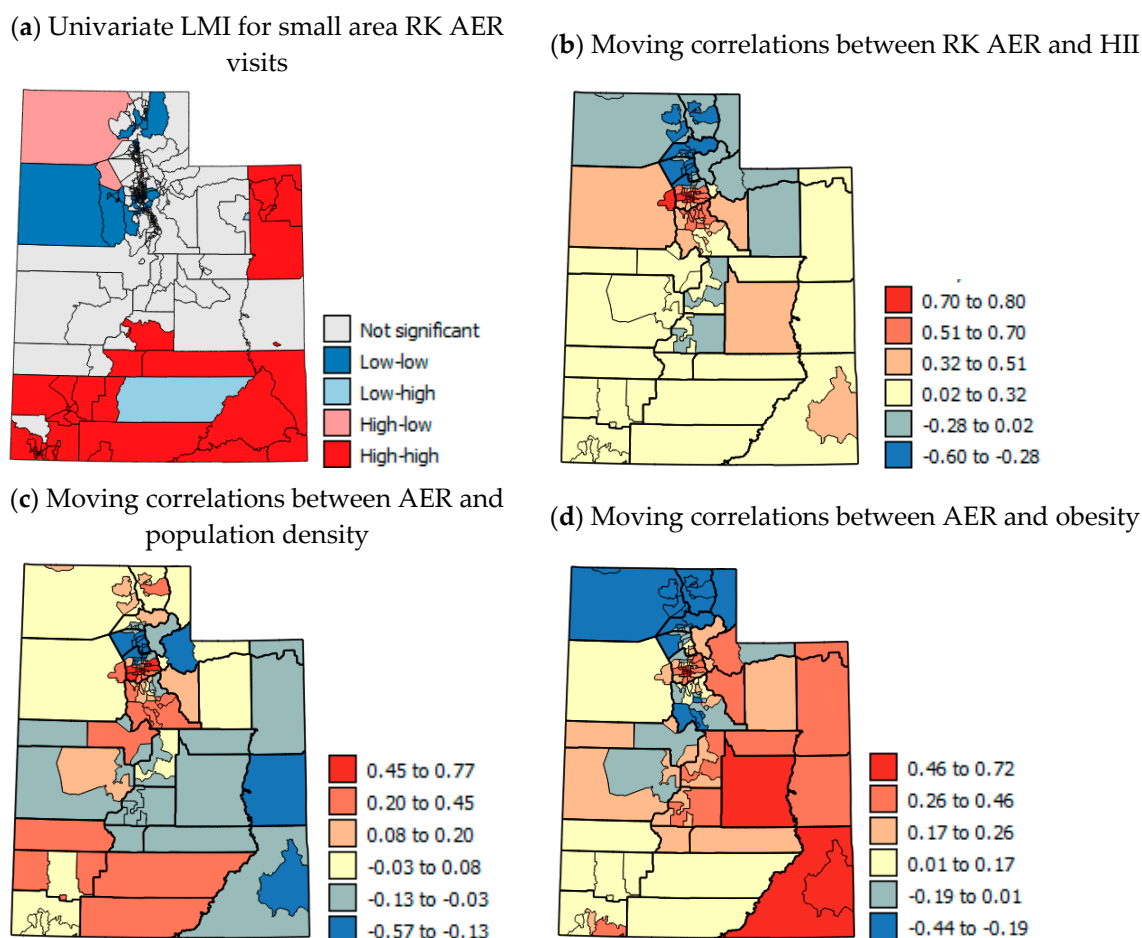 (a) Univariate LMI for small area RK AER
visits
(b) Moving correlations between RK AER and HII
Not significant
Low-low
Low-high
High-low
High-high
0.70 to 0.80
0.51 to 0.70
0.32 to 0.51
0.02 to 0.32
-0.28 to 0.02
-0.60 to -0.28
(c) Moving correlations between AER and
population density
(d) Moving correlations between AER and obesity
0.45 to 0.77
0.20 to 0.45
0.08 to 0.20
-0.03 to 0.08
-0.13 to -0.03
-0.57 to -0.13
0.46 to 0.72
0.26 to 0.46
0.17 to 0.26
0.01 to 0.17
-0.19 to 0.01
-0.44 to -0.19